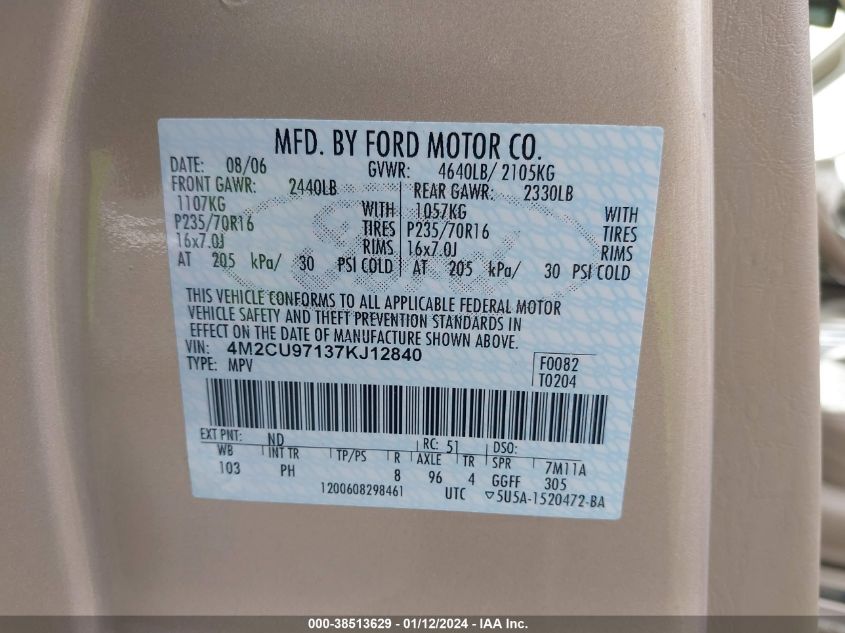 MFD. BY FORD MOTOR CO.
DATE: 08/06 GVWR: 4640LB/ 2105KG
FRONT GAWR: 2440LB REAR GAWR: 2330LB
1107KG WITH 1057KG WITH
P235/70R16 TIRES P235/70R16 TIRES
16x7.0J RIMS 16x7.0J RIMS
AT 205 kPa/ 30 PSI COLD AT 205 kPa/ 30 PSI COLD
THIS VEHICLE CONFORMS TO ALL APPLICABLE FEDERAL MOTOR
VEHICLE SAFETY AND THEFT PREVENTION STANDARDS IN
EFFECT ON THE DATE OF MANUFACTURE SHOWN ABOVE.
VIN: 4M2CU97137KJ12840 F0082
TYPE: MPV T0204
EXT PNT: ND RC: 51 DSO:
WB INT TR TP/PS R AXLE TR SPR 7M11A
103 PH 8 96 4 GGFF 305
1200608298461 UTC ▽5U5A-1520472-BA
000-38513629 - 01/12/2024 - IAA Inc.